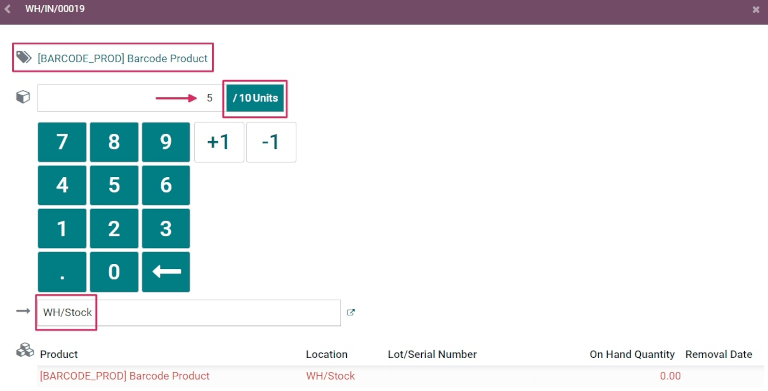 WH/IN/00019
[BARCODE_PROD] Barcode Product
5 / 10 Units
7 8 9 +1 -1
4 5 6
1 2 3
. 0
WH/Stock
Product Location Lot/Serial Number On Hand Quantity Removal Date
[BARCODE_PROD] Barcode Product WH/Stock 0.00